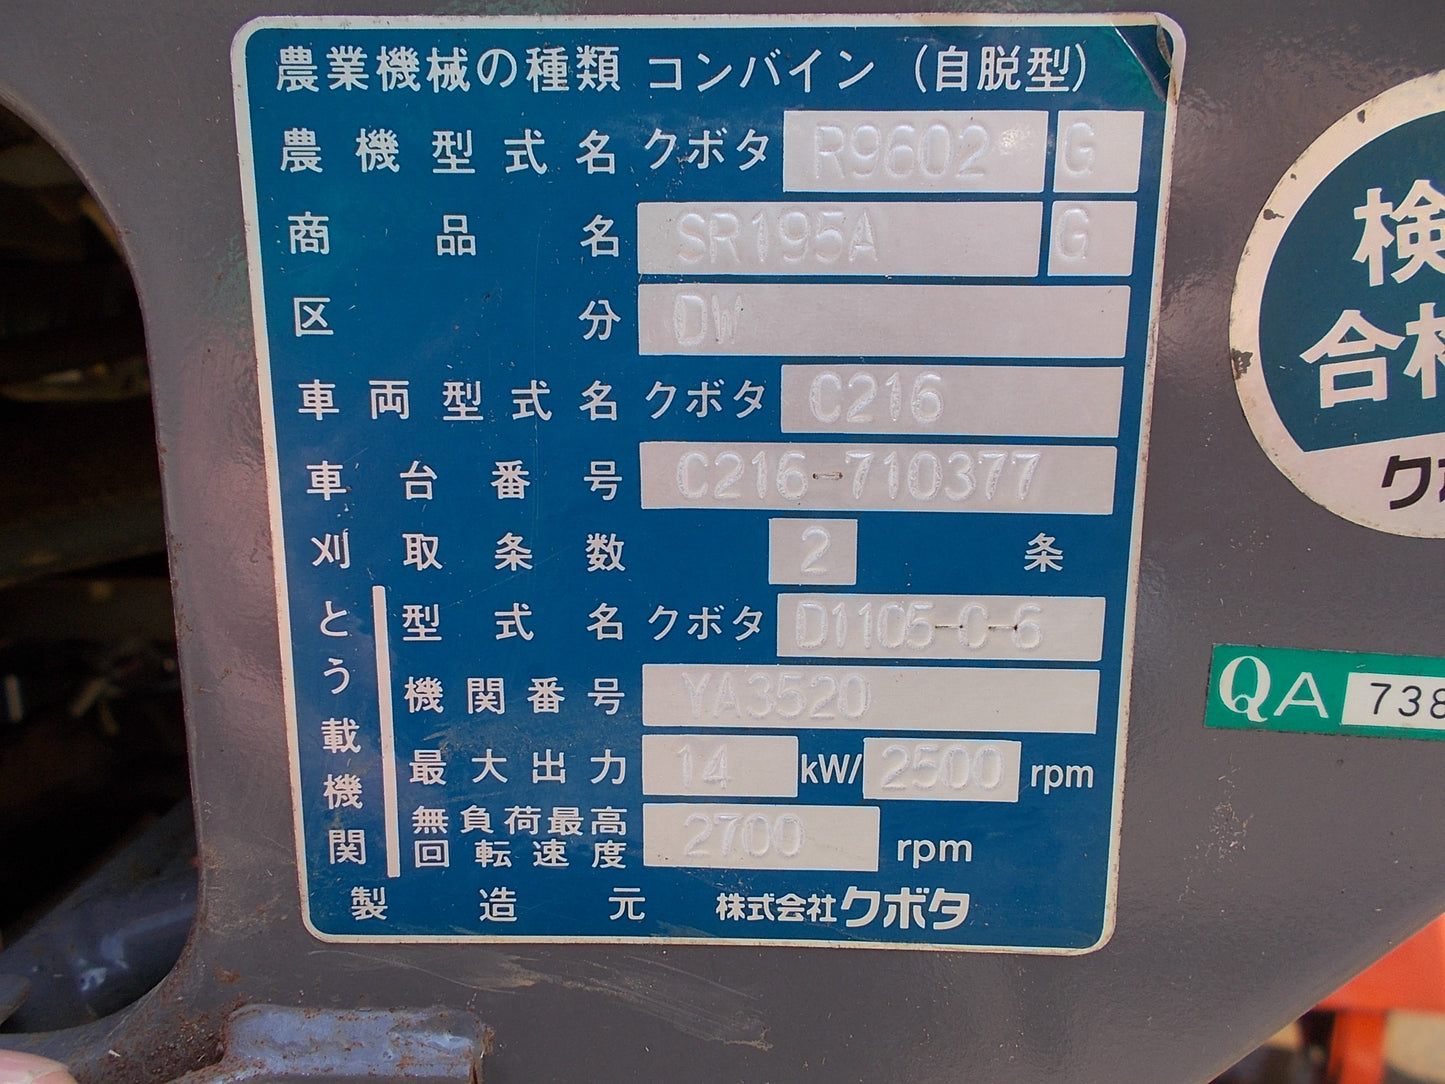 農業機械の種類 コンバイン (自脱型)
農機型式名 クボタ R9602 G
商品名 SR195A G
区分 DW
車両型式名 クボタ C216
車台番号 C216-710377
刈取条数 2 条
とう載機関
型式名 クボタ D1105-C-6
機関番号 YA3520
最大出力 14 kW/ 2500 rpm
無負荷最高回転速度 2700 rpm
製造元 株式会社クボタ
検
合格
クボ
QA 738